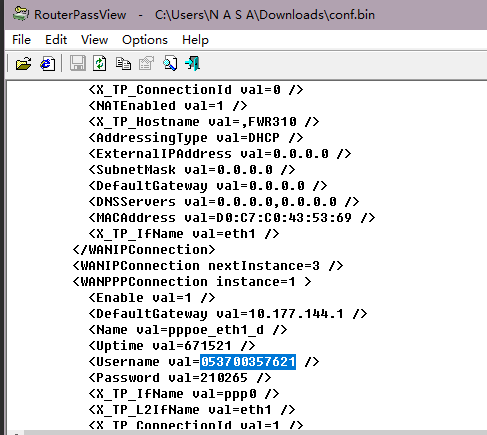 RouterPassView - C:\Users\N A S A\Downloads\conf.bin
File Edit View Options Help
<X_TP_ConnectionId val=0 />
<NATEnabled val=1 />
<X_TP_Hostname val=,FWR310 />
<AddressingType val=DHCP />
<ExternalIPAddress val=0.0.0.0 />
<SubnetMask val=0.0.0.0 />
<DefaultGateway val=0.0.0.0 />
<DNSServers val=0.0.0.0,0.0.0.0 />
<MACAddress val=D0:C7:C0:43:53:69 />
<X_TP_IfName val=eth1 />
</WANIPConnection>
<WANIPConnection nextInstance=3 />
<WANPPPConnection instance=1 >
<Enable val=1 />
<DefaultGateway val=10.177.144.1 />
<Name val=pppoe_eth1_d />
<Uptime val=671521 />
<Username val=053700357621 />
<Password val=210265 />
<X_TP_IfName val=ppp0 />
<X_TP_L2IfName val=eth1 />
<X_TP_ConnectionId val=1 />